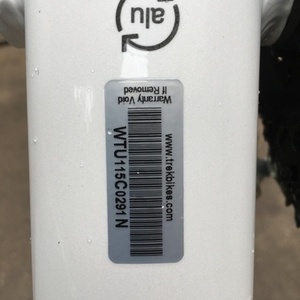 alu
Warranty Void
If Removed
www.trekbikes.com
WTU115C0291N